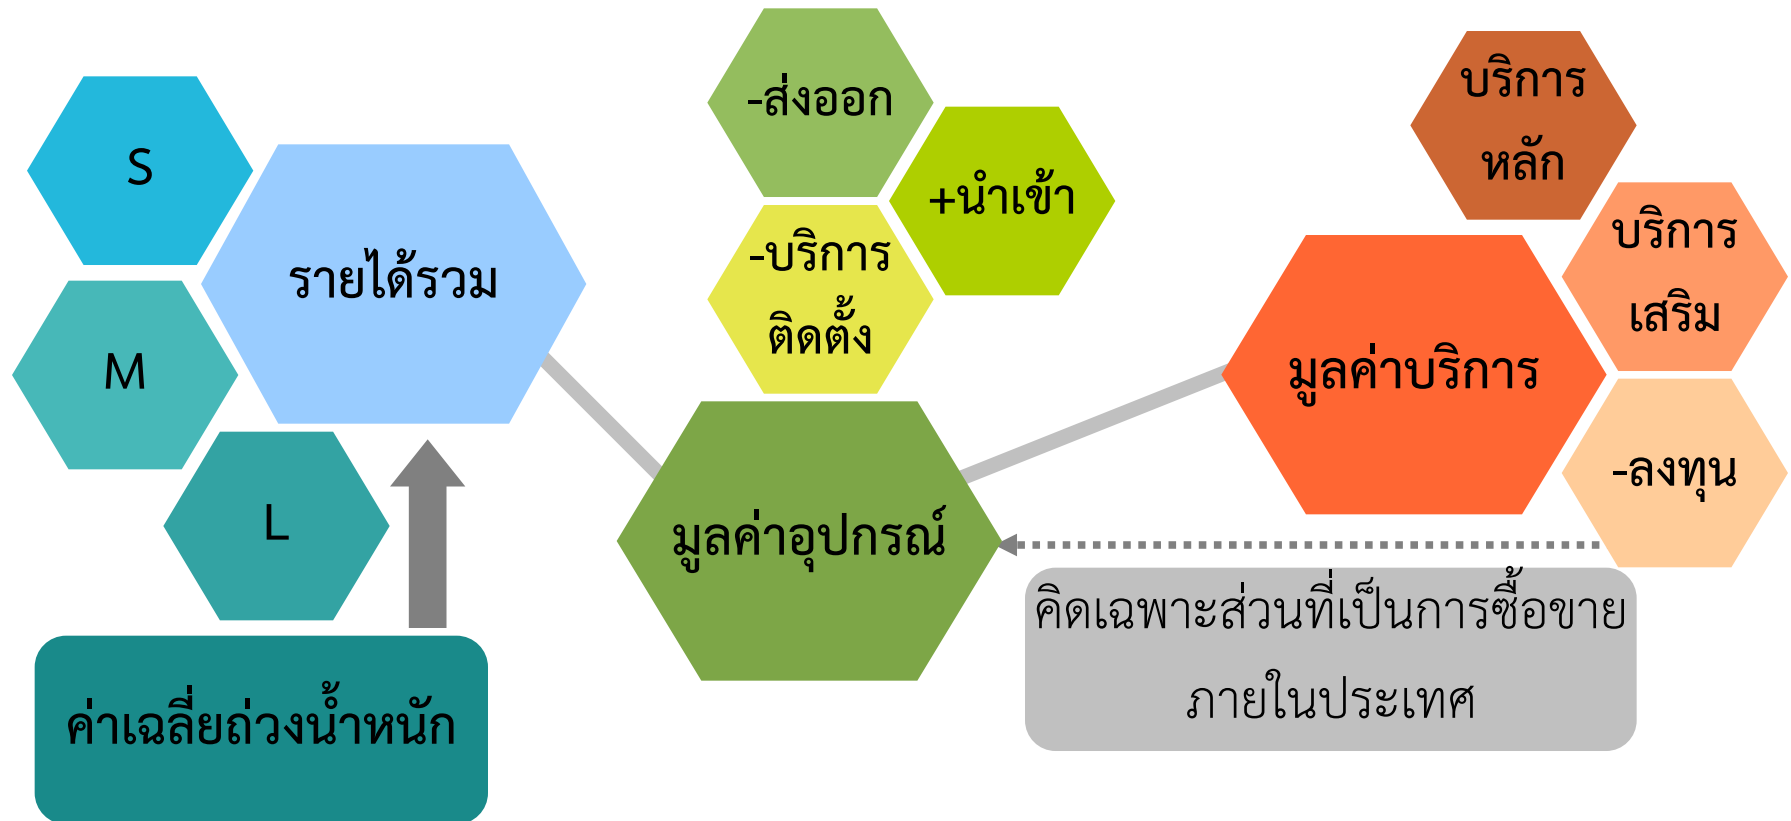 S
M
L
รายได้รวม
ค่าเฉลี่ยถ่วงน้ำหนัก
-ส่งออก
+นำเข้า
-บริการ
ติดตั้ง
มูลค่าอุปกรณ์
บริการ
หลัก
บริการ
เสริม
-ลงทุน
มูลค่าบริการ
คิดเฉพาะส่วนที่เป็นการซื้อขาย
ภายในประเทศ